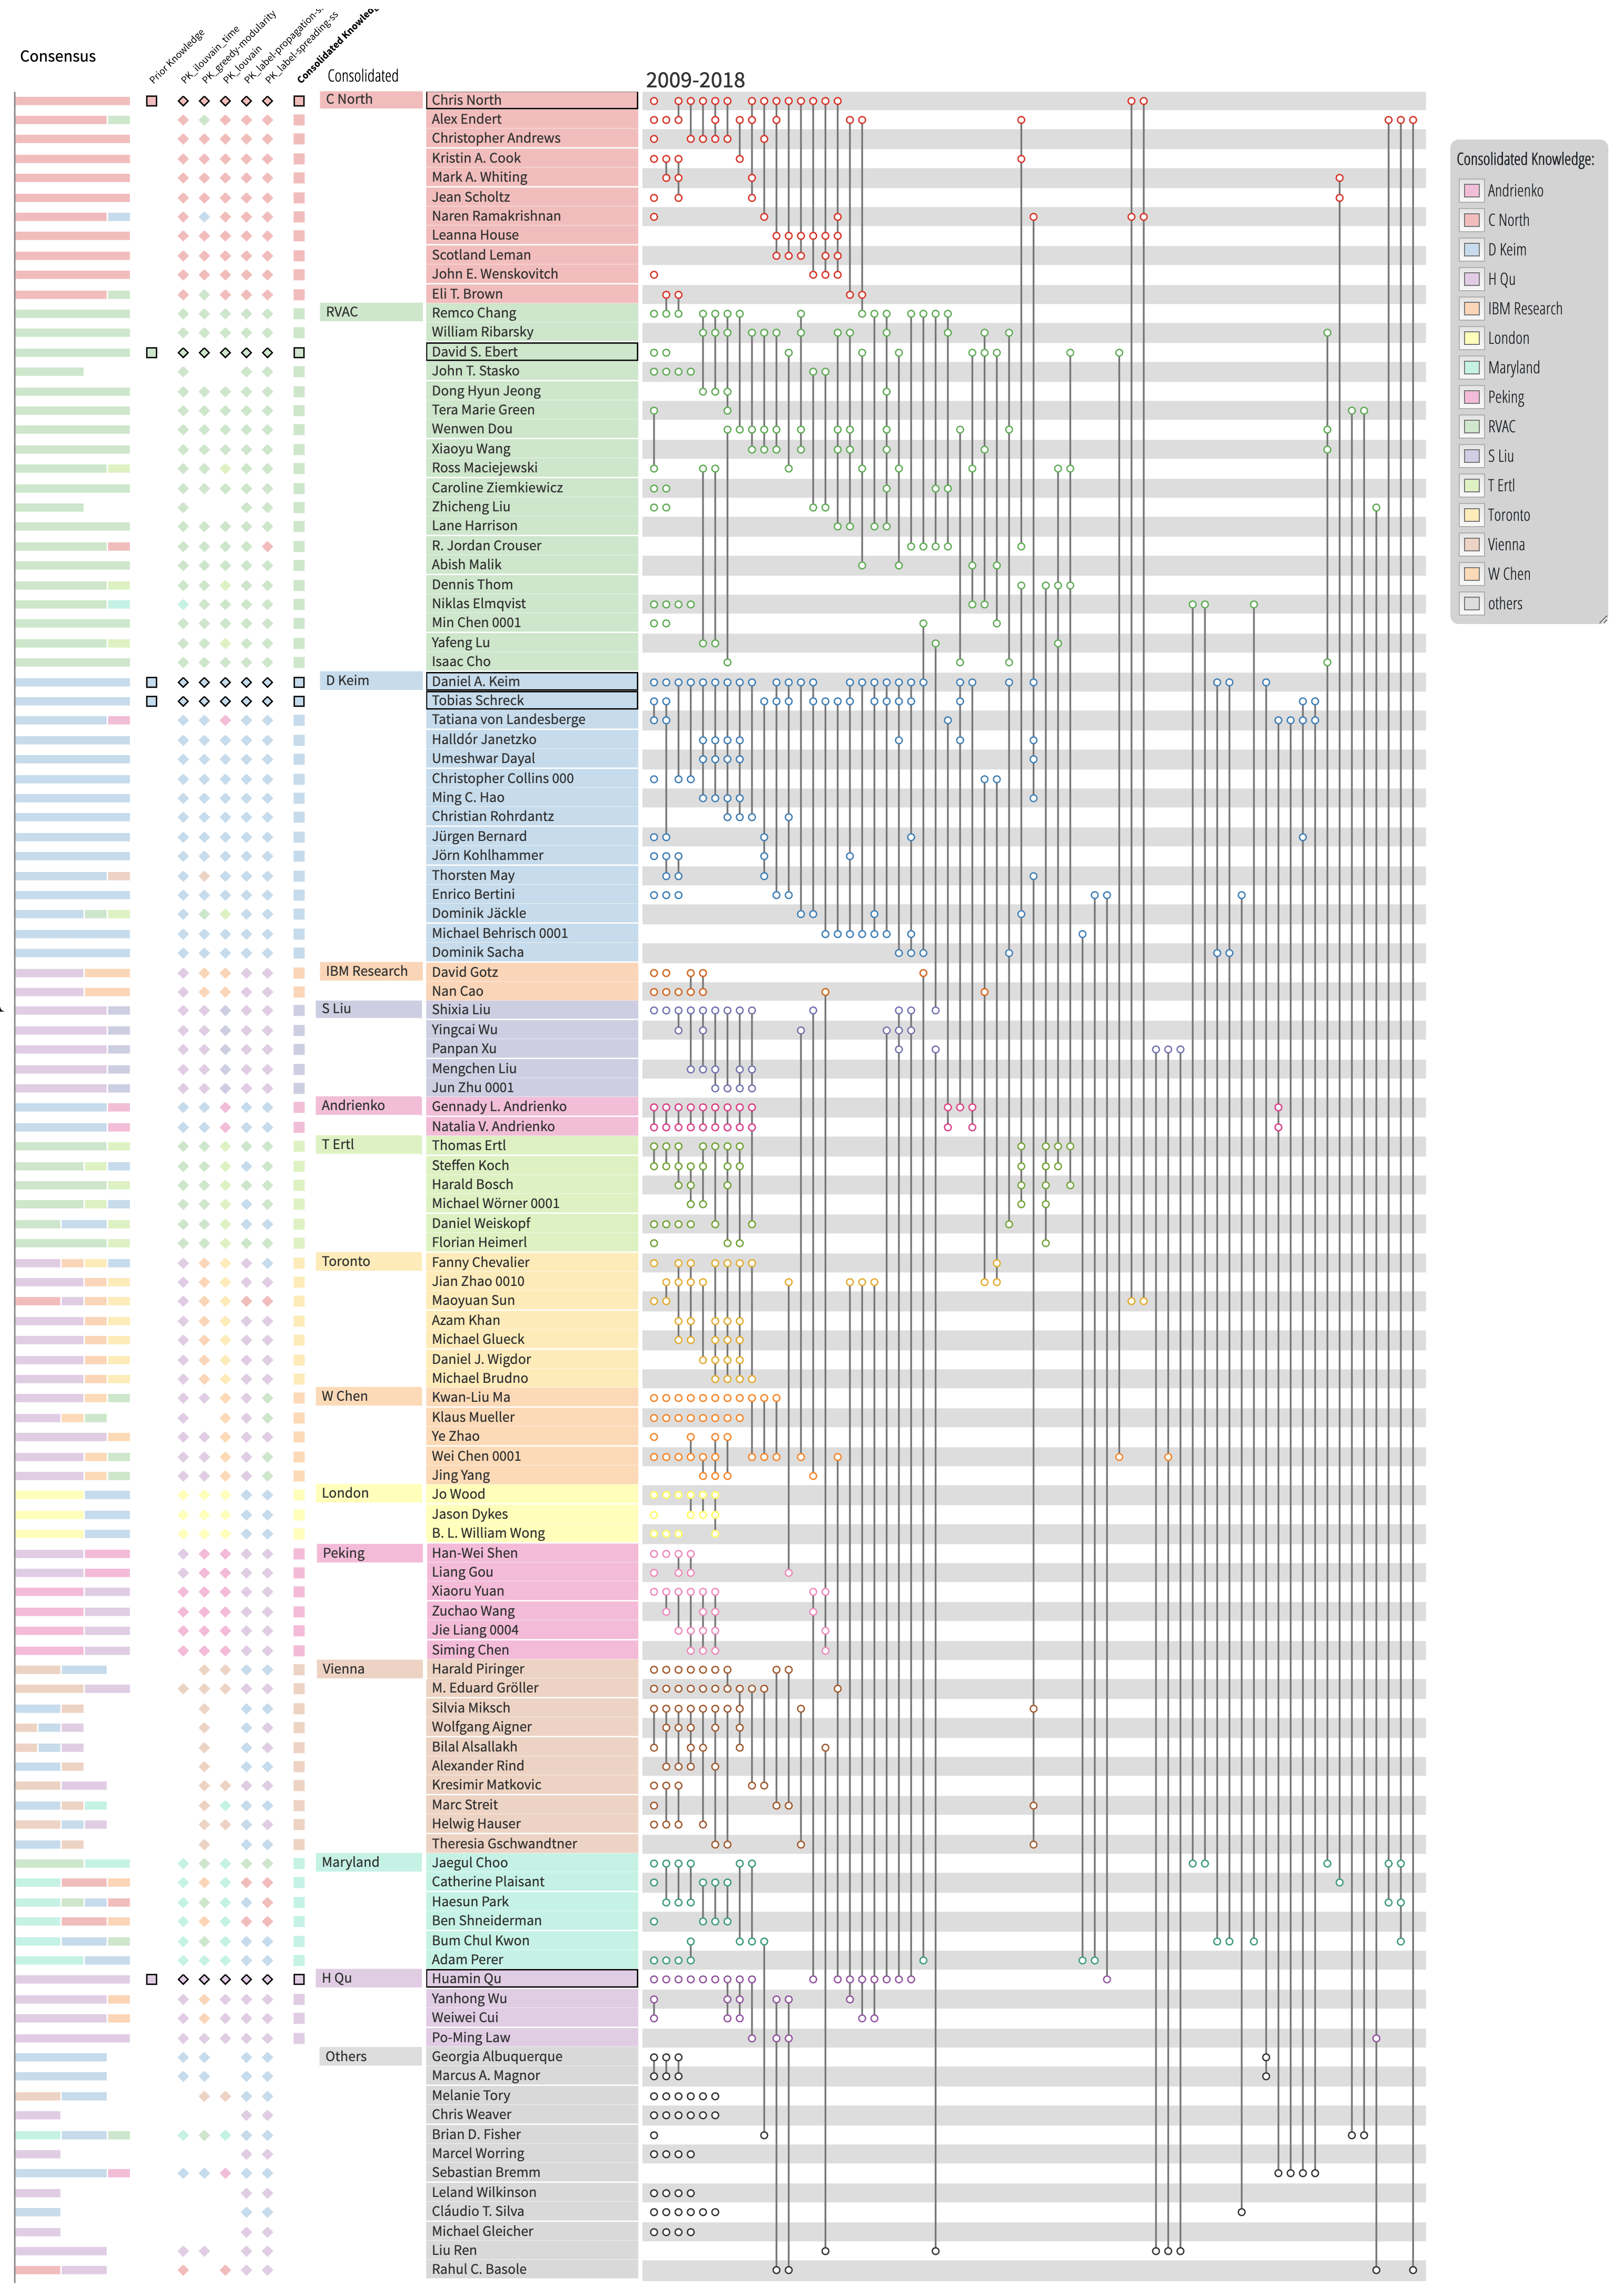 Consensus
Prior Knowledge
PK_ilouvain_time
PK_greedy-modularity
PK_louvain
PK_label-propagation-s
PK_label-spreading-ss
Consolidated
Consolidated
2009-2018
C North
Chris North
Alex Endert
Christopher Andrews
Kristin A. Cook
Mark A. Whiting
Jean Scholtz
Naren Ramakrishnan
Leanna House
Scotland Leman
John E. Wenskovitch
Eli T. Brown
RVAC
Remco Chang
William Ribarsky
David S. Ebert
John T. Stasko
Dong Hyun Jeong
Tera Marie Green
Wenwen Dou
Xiaoyu Wang
Ross Maciejewski
Caroline Ziemkiewicz
Zhicheng Liu
Lane Harrison
R. Jordan Crouser
Abish Malik
Dennis Thom
Niklas Elmqvist
Min Chen 0001
Yafeng Lu
Isaac Cho
D Keim
Daniel A. Keim
Tobias Schreck
Tatiana von Landesberge
Halldór Janetzko
Umeshwar Dayal
Christopher Collins 000
Ming C. Hao
Christian Rohrdantz
Jürgen Bernard
Jörn Kohlhammer
Thorsten May
Enrico Bertini
Dominik Jäckle
Michael Behrisch 0001
Dominik Sacha
IBM Research
David Gotz
Nan Cao
S Liu
Shixia Liu
Yingcai Wu
Panpan Xu
Mengchen Liu
Jun Zhu 0001
Andrienko
Gennady L. Andrienko
Natalia V. Andrienko
T Ertl
Thomas Ertl
Steffen Koch
Harald Bosch
Michael Wörner 0001
Daniel Weiskopf
Florian Heimerl
Toronto
Fanny Chevalier
Jian Zhao 0010
Maoyuan Sun
Azam Khan
Michael Glueck
Daniel J. Wigdor
Michael Brudno
W Chen
Kwan-Liu Ma
Klaus Mueller
Ye Zhao
Wei Chen 0001
Jing Yang
London
Jo Wood
Jason Dykes
B. L. William Wong
Peking
Han-Wei Shen
Liang Gou
Xiaoru Yuan
Zuchao Wang
Jie Liang 0004
Siming Chen
Vienna
Harald Piringer
M. Eduard Gröller
Silvia Miksch
Wolfgang Aigner
Bilal Alsallakh
Alexander Rind
Kresimir Matkovic
Marc Streit
Helwig Hauser
Theresia Gschwandtner
Maryland
Jaegul Choo
Catherine Plaisant
Haesun Park
Ben Shneiderman
Bum Chul Kwon
Adam Perer
H Qu
Huamin Qu
Yanhong Wu
Weiwei Cui
Po-Ming Law
Others
Georgia Albuquerque
Marcus A. Magnor
Melanie Tory
Chris Weaver
Brian D. Fisher
Marcel Worring
Sebastian Bremm
Leland Wilkinson
Cláudio T. Silva
Michael Gleicher
Liu Ren
Rahul C. Basole
Consolidated Knowledge:
Andrienko
C North
D Keim
H Qu
IBM Research
London
Maryland
Peking
RVAC
S Liu
T Ertl
Toronto
Vienna
W Chen
others